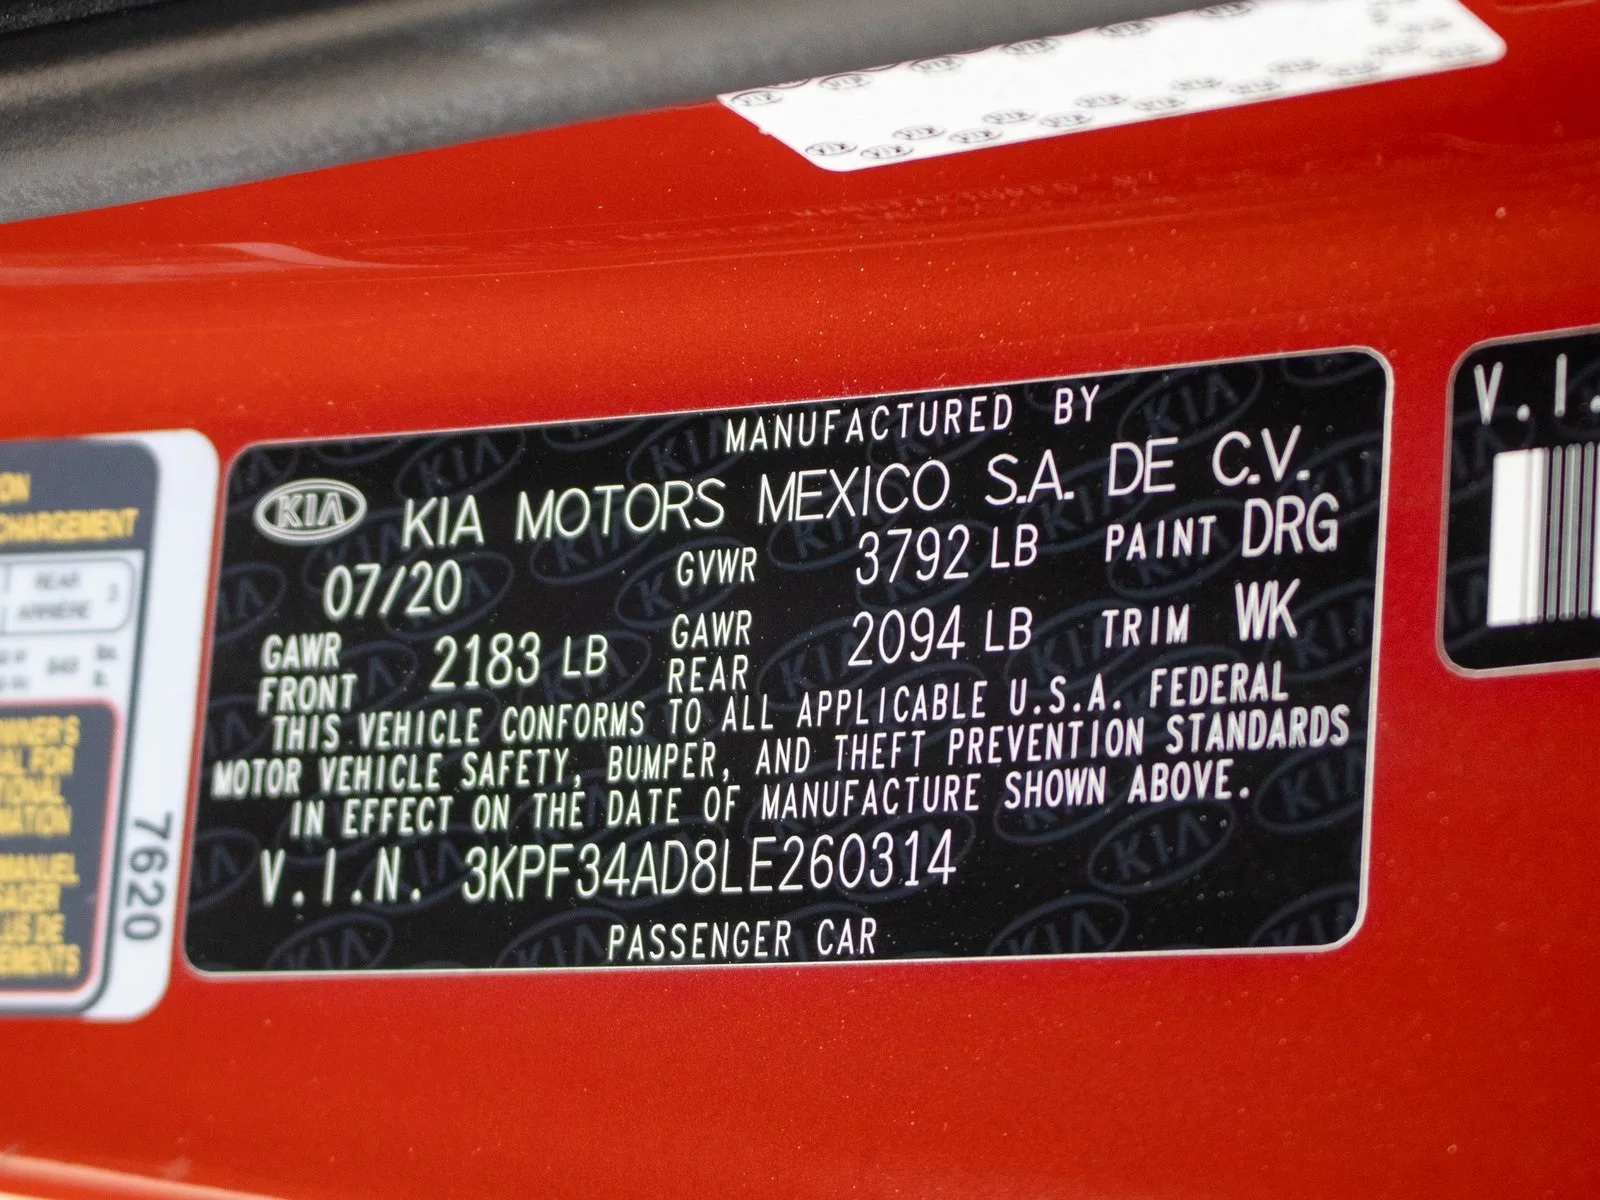 MANUFACTURED BY
KIA KIA MOTORS MEXICO S.A. DE C.V.
07/20 GVWR 3792 LB PAINT DRG
GAWR FRONT 2183 LB GAWR REAR 2094 LB TRIM WK
THIS VEHICLE CONFORMS TO ALL APPLICABLE U.S.A. FEDERAL
MOTOR VEHICLE SAFETY, BUMPER, AND THEFT PREVENTION STANDARDS
IN EFFECT ON THE DATE OF MANUFACTURE SHOWN ABOVE.
V.I.N. 3KPF34AD8LE260314
PASSENGER CAR
REAR
ARRIÈRE
7620
V.I.